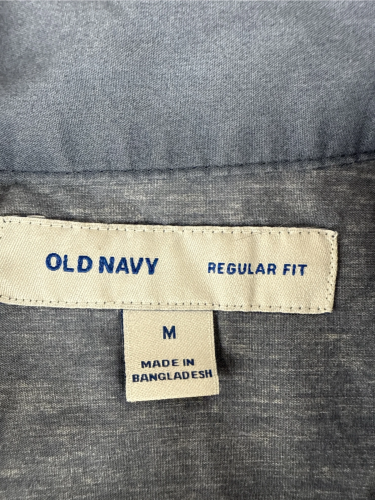 OLD NAVY REGULAR FIT
M
MADE IN
BANGLADESH